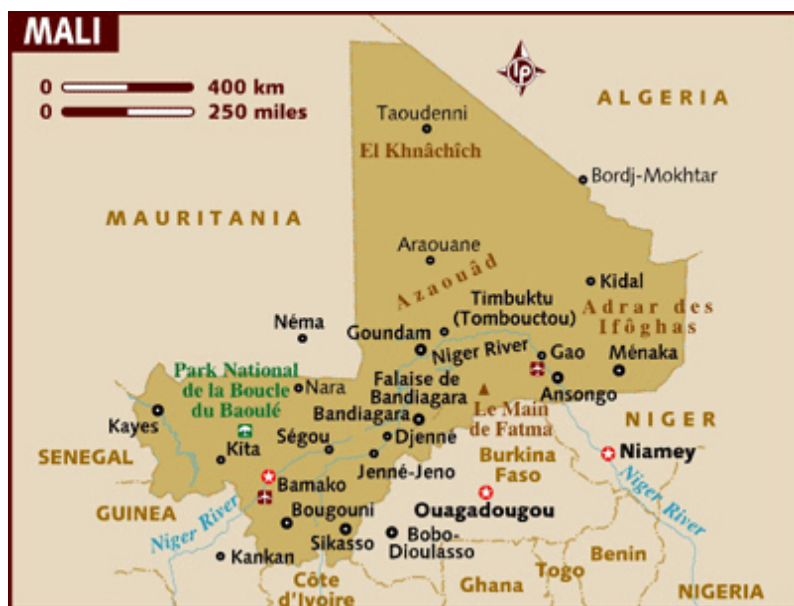 MALI
0 400 km
0 250 miles
lp
ALGERIA
Taoudenni
El Khnâchîch
Bordj-Mokhtar
MAURITANIA
Araouane
Azaouâd
Kidal
Timbuktu
(Tombouctou)
Adrar des
Ifôghas
Néma
Goundam
Niger River
Gao
Ménaka
Park National
de la Boucle
du Baoulé
Nara
Falaise de
Bandiagara
Ansongo
Kayes
Bandiagara
Le Main
de Fatma
NIGER
Ségou
Djenné
SENEGAL
Kita
Jenné-Jeno
Burkina
Faso
Niamey
Bamako
GUINEA
Niger River
Bougouni
Ouagadougou
Niger River
Sikasso
Bobo-
Dioulasso
Kankan
Benin
Côte
d'Ivoire
Ghana
Togo
NIGERIA